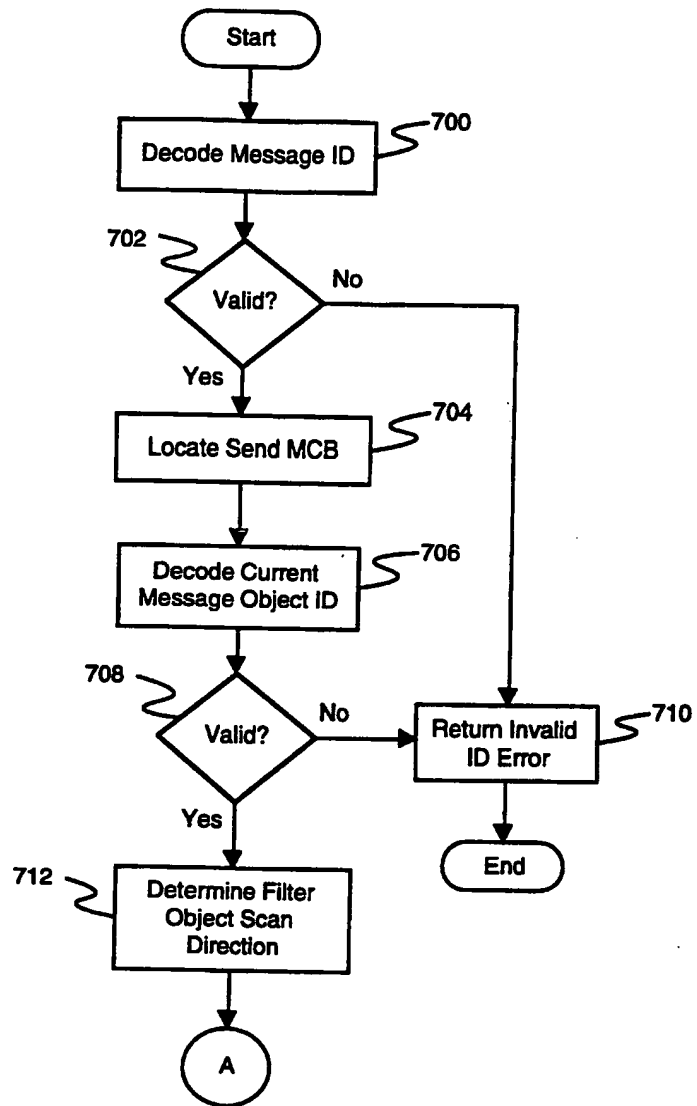 Start
700
Decode Message ID
702
Valid?
No
Yes
704
Locate Send MCB
706
Decode Current
Message Object ID
708
Valid?
No
710
Return Invalid
ID Error
Yes
End
712
Determine Filter
Object Scan
Direction
A